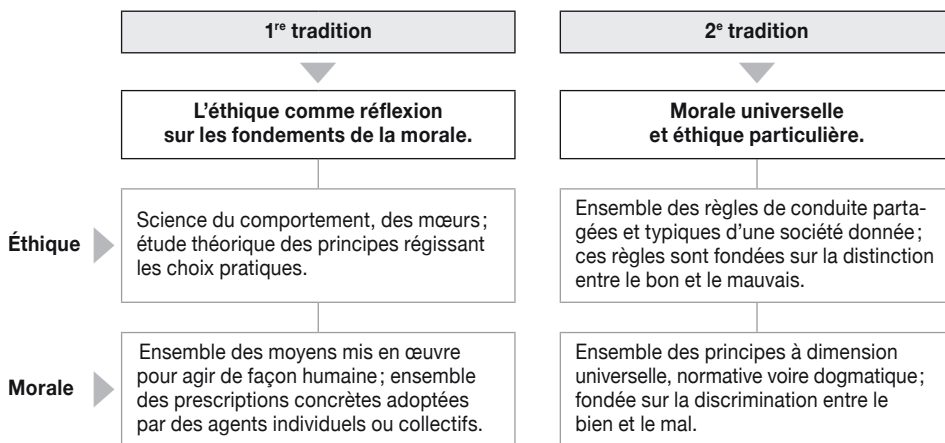 1re tradition
2e tradition
L'éthique comme réflexion
sur les fondements de la morale.
Morale universelle
et éthique particulière.
Éthique
Science du comportement, des mœurs ;
étude théorique des principes régissant
les choix pratiques.
Ensemble des règles de conduite parta-
gées et typiques d'une société donnée ;
ces règles sont fondées sur la distinction
entre le bon et le mauvais.
Morale
Ensemble des moyens mis en œuvre
pour agir de façon humaine ; ensemble
des prescriptions concrètes adoptées
par des agents individuels ou collectifs.
Ensemble des principes à dimension
universelle, normative voire dogmatique ;
fondée sur la discrimination entre le
bien et le mal.